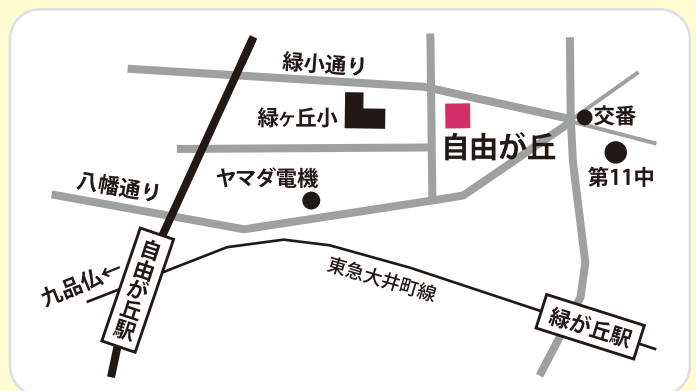 緑小通り
緑ヶ丘小
交番
自由が丘
第11中
ヤマダ電機
八幡通り
自由が丘駅
九品仏←
東急大井町線
緑が丘駅